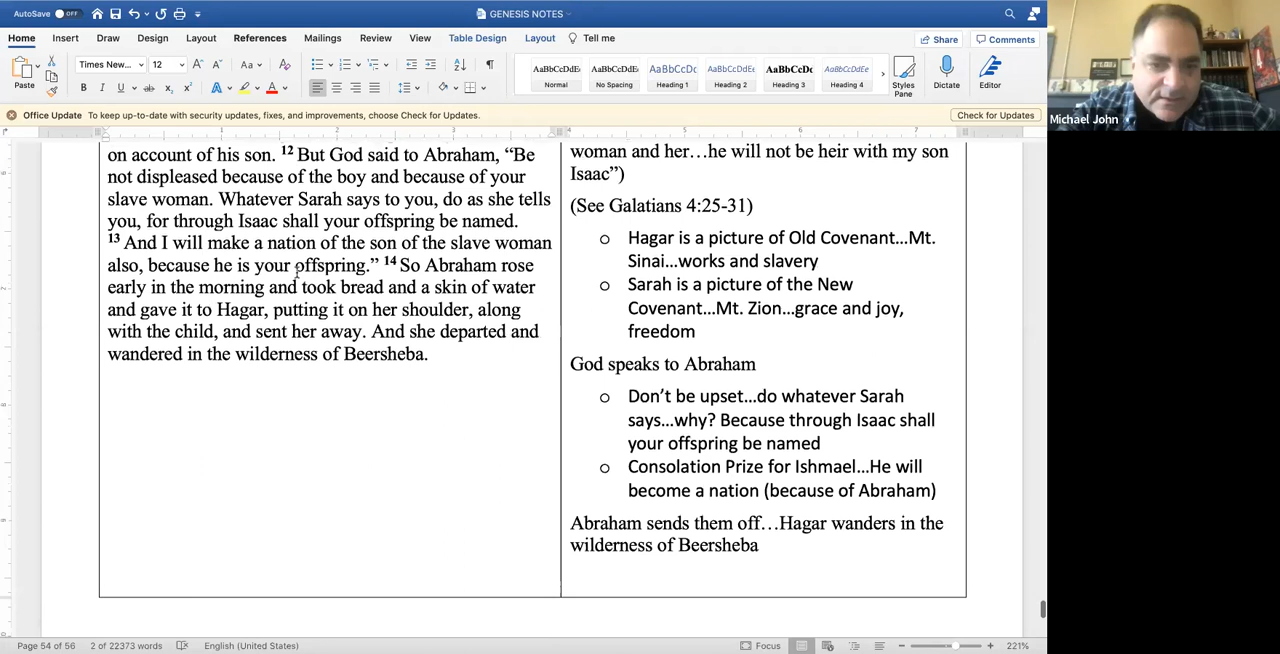 AutoSave OFF
GENESIS NOTES
Home Insert Draw Design Layout References Mailings Review View Table Design Layout Tell me
Share Comments
Paste
Times New... 12
Aa
AaBbCcDdEe AaBbCcDdEe AaBbCcDc AaBbCcDdEe AaBbCcDc AaBbCcDdEe
Normal No Spacing Heading 1 Heading 2 Heading 3 Heading 4
Styles Pane
Dictate
Editor
Office Update To keep up-to-date with security updates, fixes, and improvements, choose Check for Updates.
Check for Updates
Michael John
on account of his son. 12 But God said to Abraham, “Be
not displeased because of the boy and because of your
slave woman. Whatever Sarah says to you, do as she tells
you, for through Isaac shall your offspring be named.
13 And I will make a nation of the son of the slave woman
also, because he is your offspring.” 14 So Abraham rose
early in the morning and took bread and a skin of water
and gave it to Hagar, putting it on her shoulder, along
with the child, and sent her away. And she departed and
wandered in the wilderness of Beersheba.
woman and her…he will not be heir with my son
Isaac”)
(See Galatians 4:25-31)
o Hagar is a picture of Old Covenant…Mt.
Sinai…works and slavery
o Sarah is a picture of the New
Covenant…Mt. Zion…grace and joy,
freedom
God speaks to Abraham
o Don’t be upset…do whatever Sarah
says…why? Because through Isaac shall
your offspring be named
o Consolation Prize for Ishmael…He will
become a nation (because of Abraham)
Abraham sends them off…Hagar wanders in the
wilderness of Beersheba
Page 54 of 56 2 of 22373 words English (United States)
Focus 221%